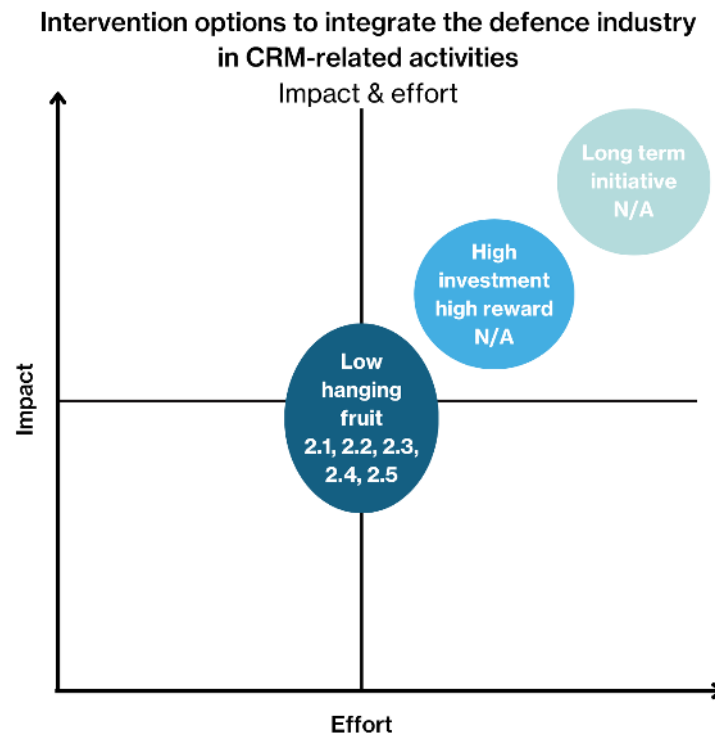 Intervention options to integrate the defence industry
in CRM-related activities
Impact & effort
Long term
initiative
N/A
High
investment
high reward
N/A
Low
hanging
fruit
2.1, 2.2, 2.3,
2.4, 2.5
Impact
Effort